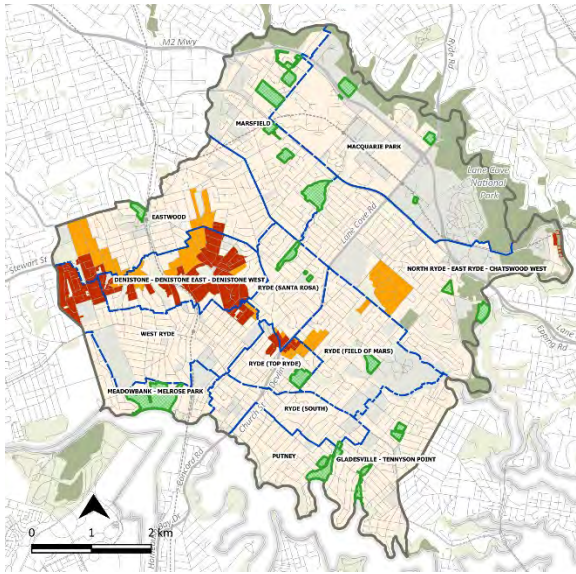 M2 Mwy
Ryde Rd
MARSFIELD
MACQUARIE PARK
Lane Cove
National
Park
EASTWOOD
Lane Cove Rd
Stewart St
NORTH RYDE - EAST RYDE - CHATSWOOD WEST
DENISTONE - DENISTONE EAST - DENISTONE WEST
RYDE (SANTA ROSA)
Epping Rd
WEST RYDE
RYDE (FIELD OF MARS)
RYDE (TOP RYDE)
Devlin
MEADOWBANK - MELROSE PARK
Church St
RYDE (SOUTH)
PUTNEY
GLADESVILLE - TENNYSON POINT
Concord Rd
0 1 2 km